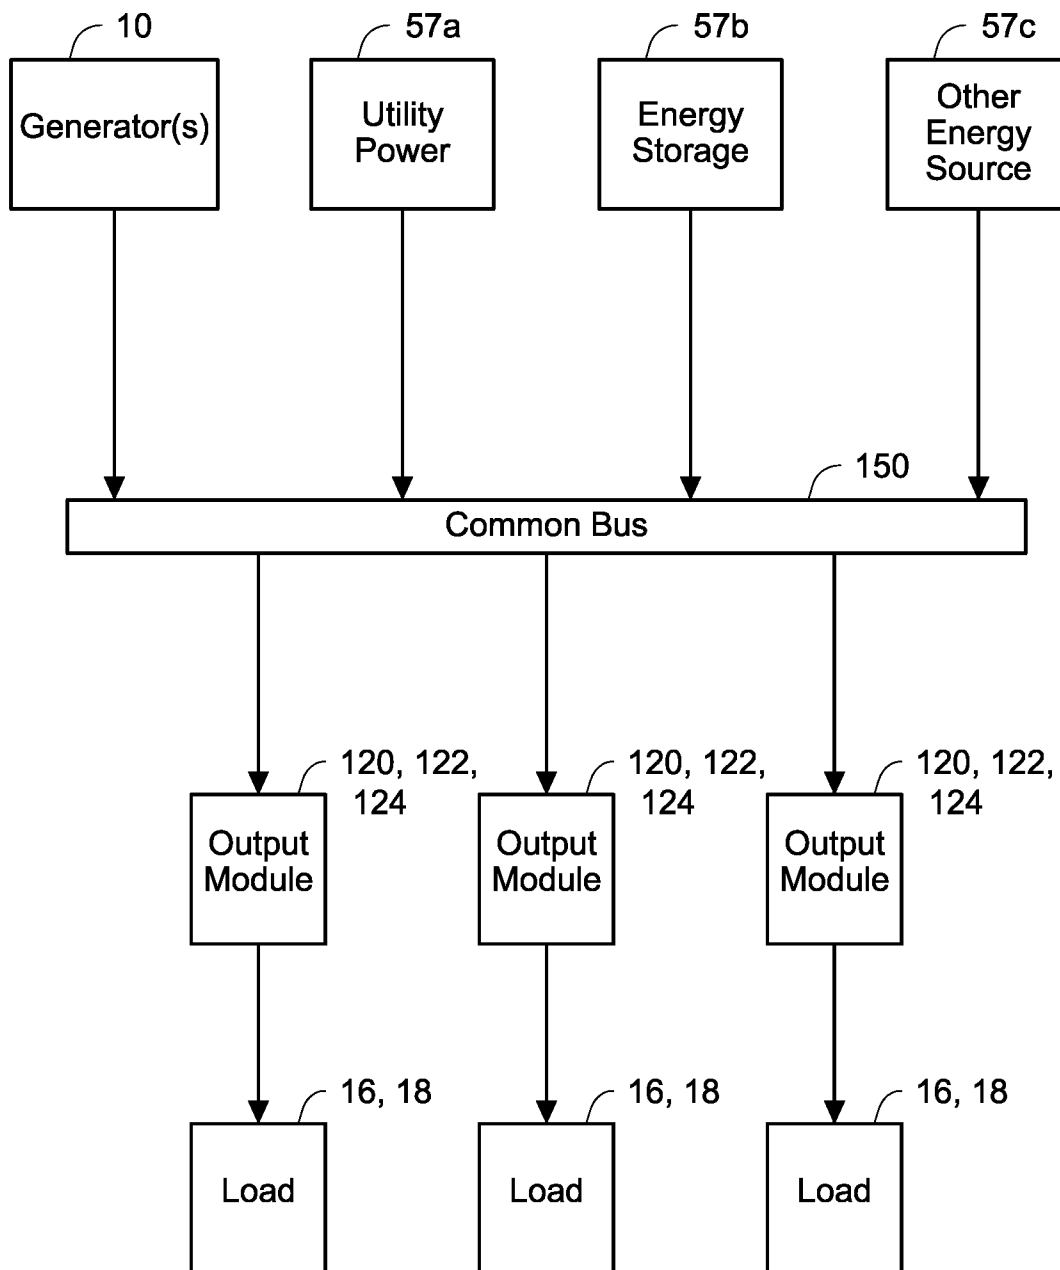 10
57a
57b
57c
Generator(s)
Utility
Power
Energy
Storage
Other
Energy
Source
150
Common Bus
120, 122,
124
120, 122,
124
120, 122,
124
Output
Module
Output
Module
Output
Module
16, 18
16, 18
16, 18
Load
Load
Load